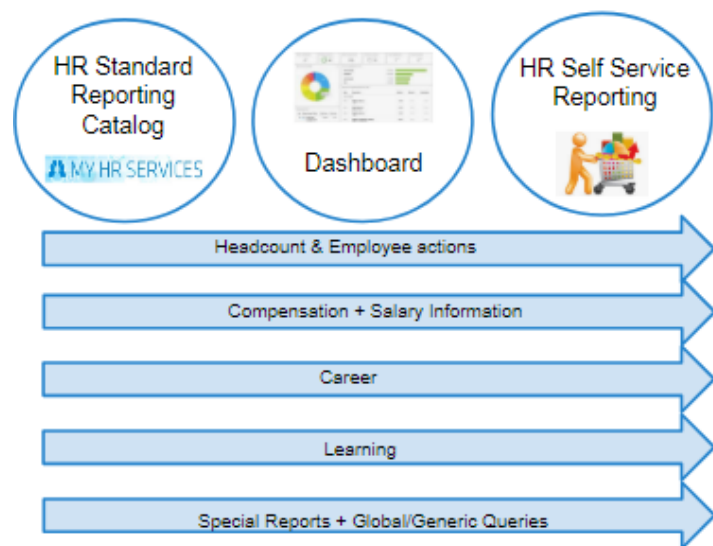 HR Standard
Reporting
Catalog
MY HR SERVICES
Dashboard
HR Self Service
Reporting
Headcount & Employee actions
Compensation + Salary Information
Career
Learning
Special Reports + Global/Generic Queries